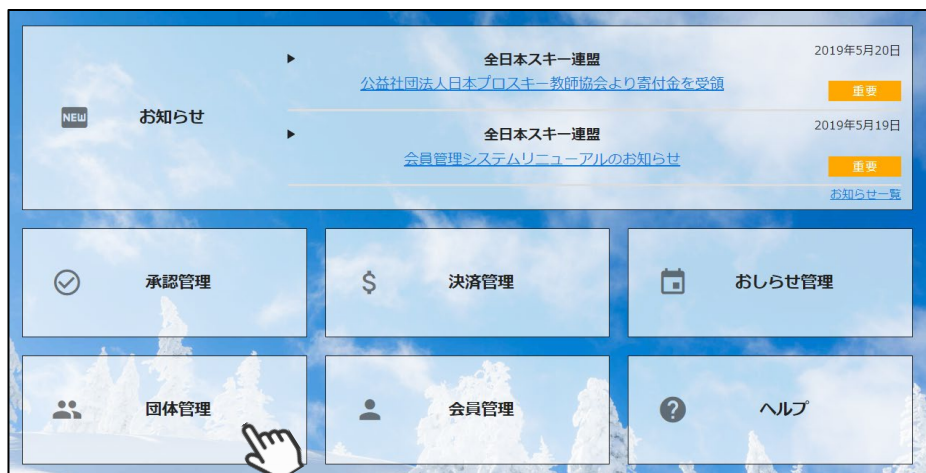 NEW
お知らせ
全日本スキー連盟
2019年5月20日
公益社団法人日本プロスキー教師協会より寄付金を受領
重要
全日本スキー連盟
2019年5月19日
会員管理システムリニューアルのお知らせ
重要
お知らせ一覧
承認管理
決済管理
おしらせ管理
団体管理
会員管理
ヘルプ